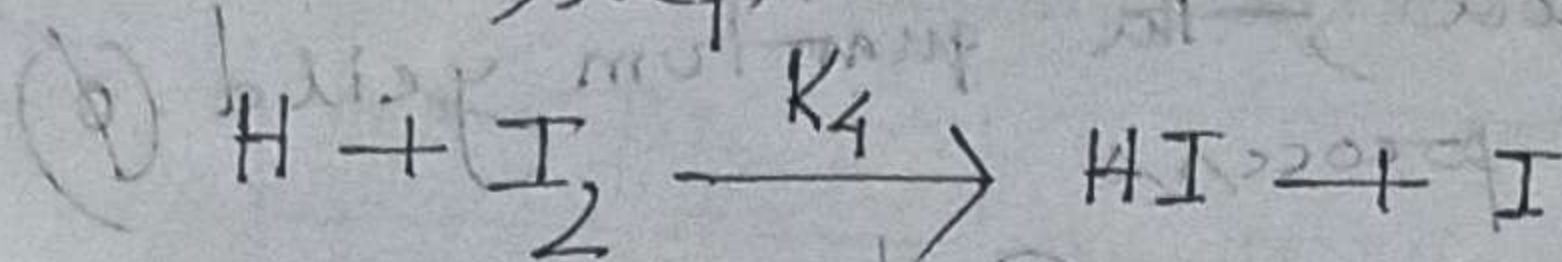 H + I₂ —K₄→ HI + I